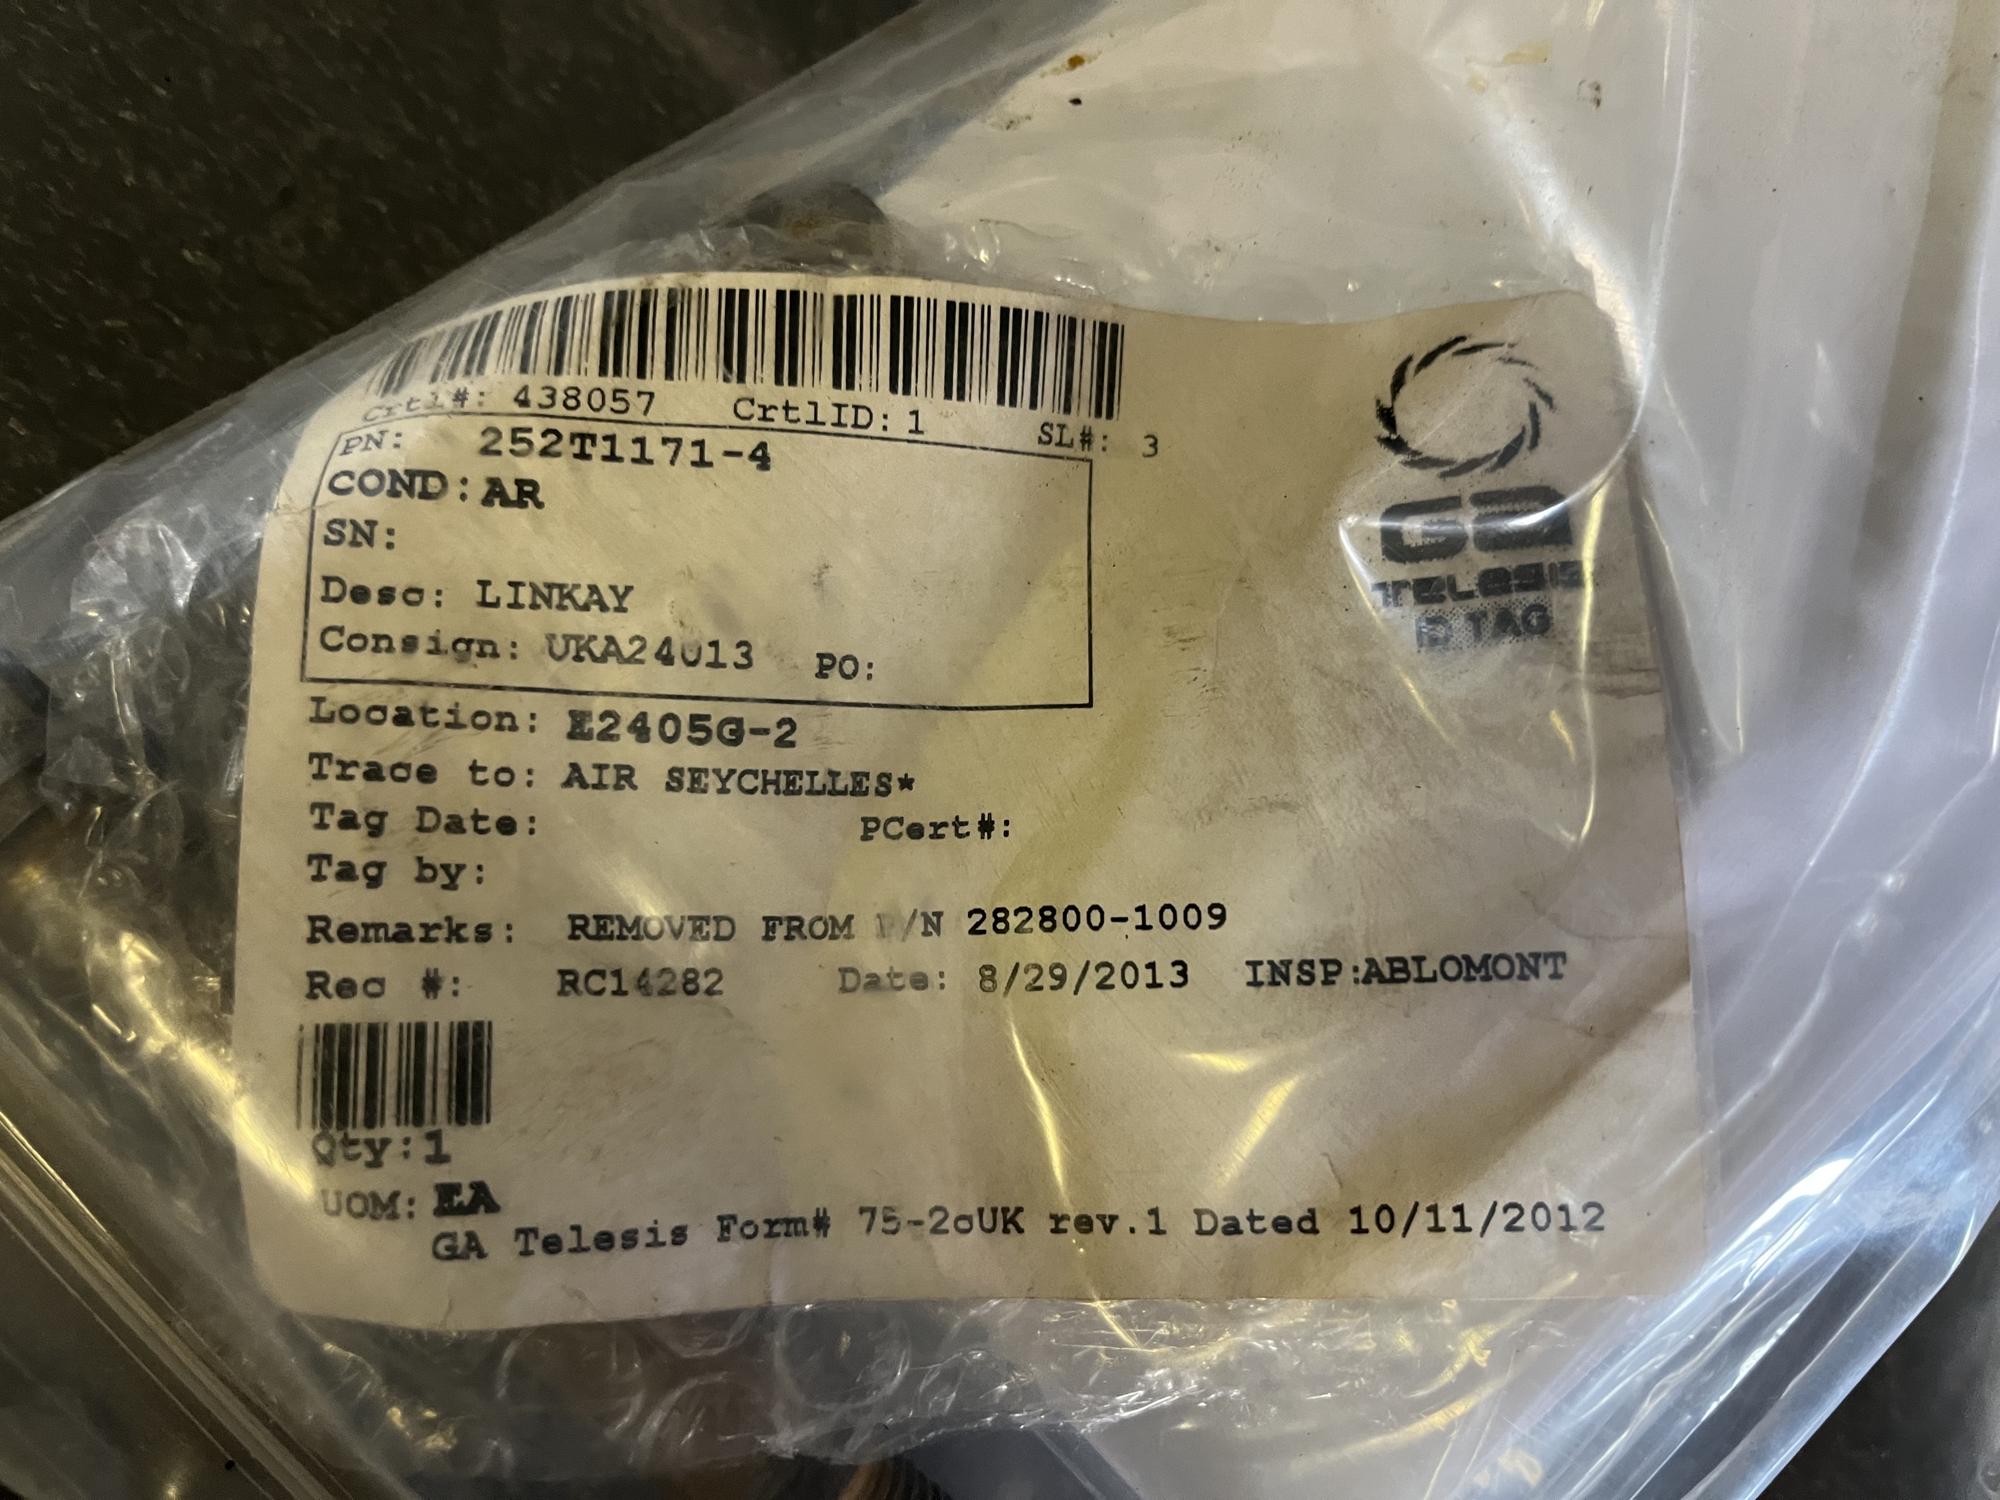 Crtl#: 438057 CrtlID: 1 SL#: 3
PN: 252T1171-4
COND: AR
SN:
Desc: LINKAY
Consign: UKA24013 PO:
Location: E2405G-2
Trace to: AIR SEYCHELLES*
Tag Date: PCert#:
Tag by:
Remarks: REMOVED FROM P/N 282800-1009
Rec #: RC14282 Date: 8/29/2013 INSP:ABLOMONT
Qty: 1
UOM: EA
GA Telesis Form# 75-2cUK rev.1 Dated 10/11/2012
GA
TELESIS
ID TAG